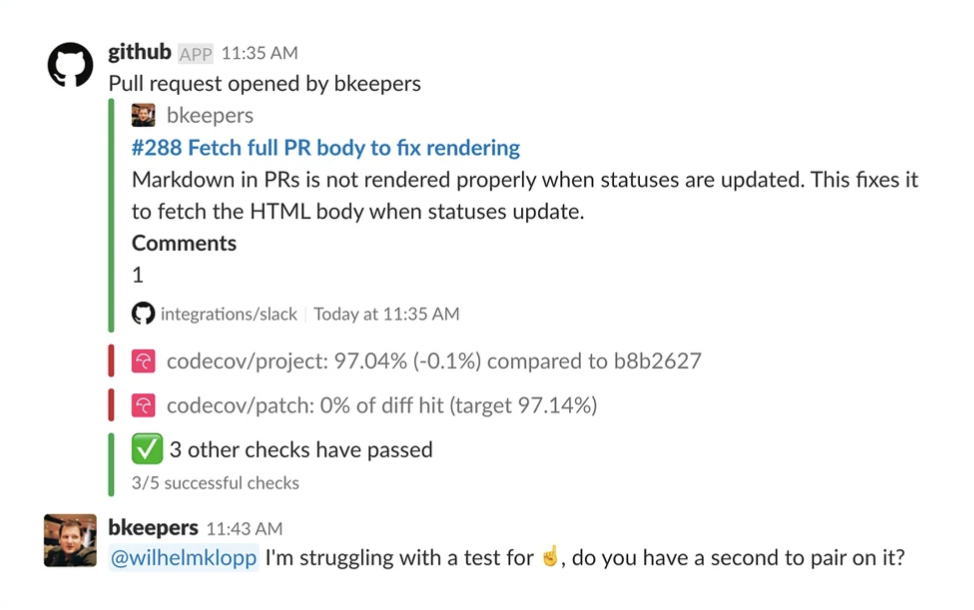 github APP 11:35 AM
Pull request opened by bkeepers
bkeepers
#288 Fetch full PR body to fix rendering
Markdown in PRs is not rendered properly when statuses are updated. This fixes it
to fetch the HTML body when statuses update.
Comments
1
integrations/slack | Today at 11:35 AM
codecov/project: 97.04% (-0.1%) compared to b8b2627
codecov/patch: 0% of diff hit (target 97.14%)
✅ 3 other checks have passed
3/5 successful checks
bkeepers 11:43 AM
@wilhelmklopp I'm struggling with a test for ☝, do you have a second to pair on it?